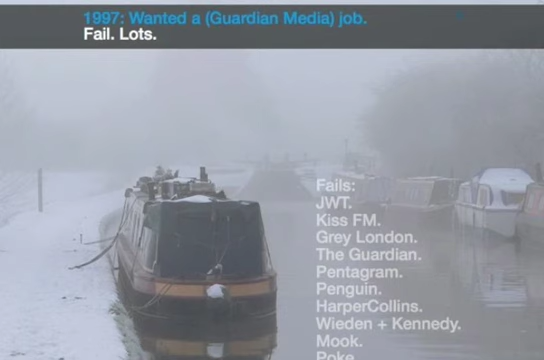 1997: Wanted a (Guardian Media) job.
Fail. Lots.
Fails:
JWT.
Kiss FM.
Grey London.
The Guardian.
Pentagram.
Penguin.
HarperCollins.
Wieden + Kennedy.
Mook.
Poke